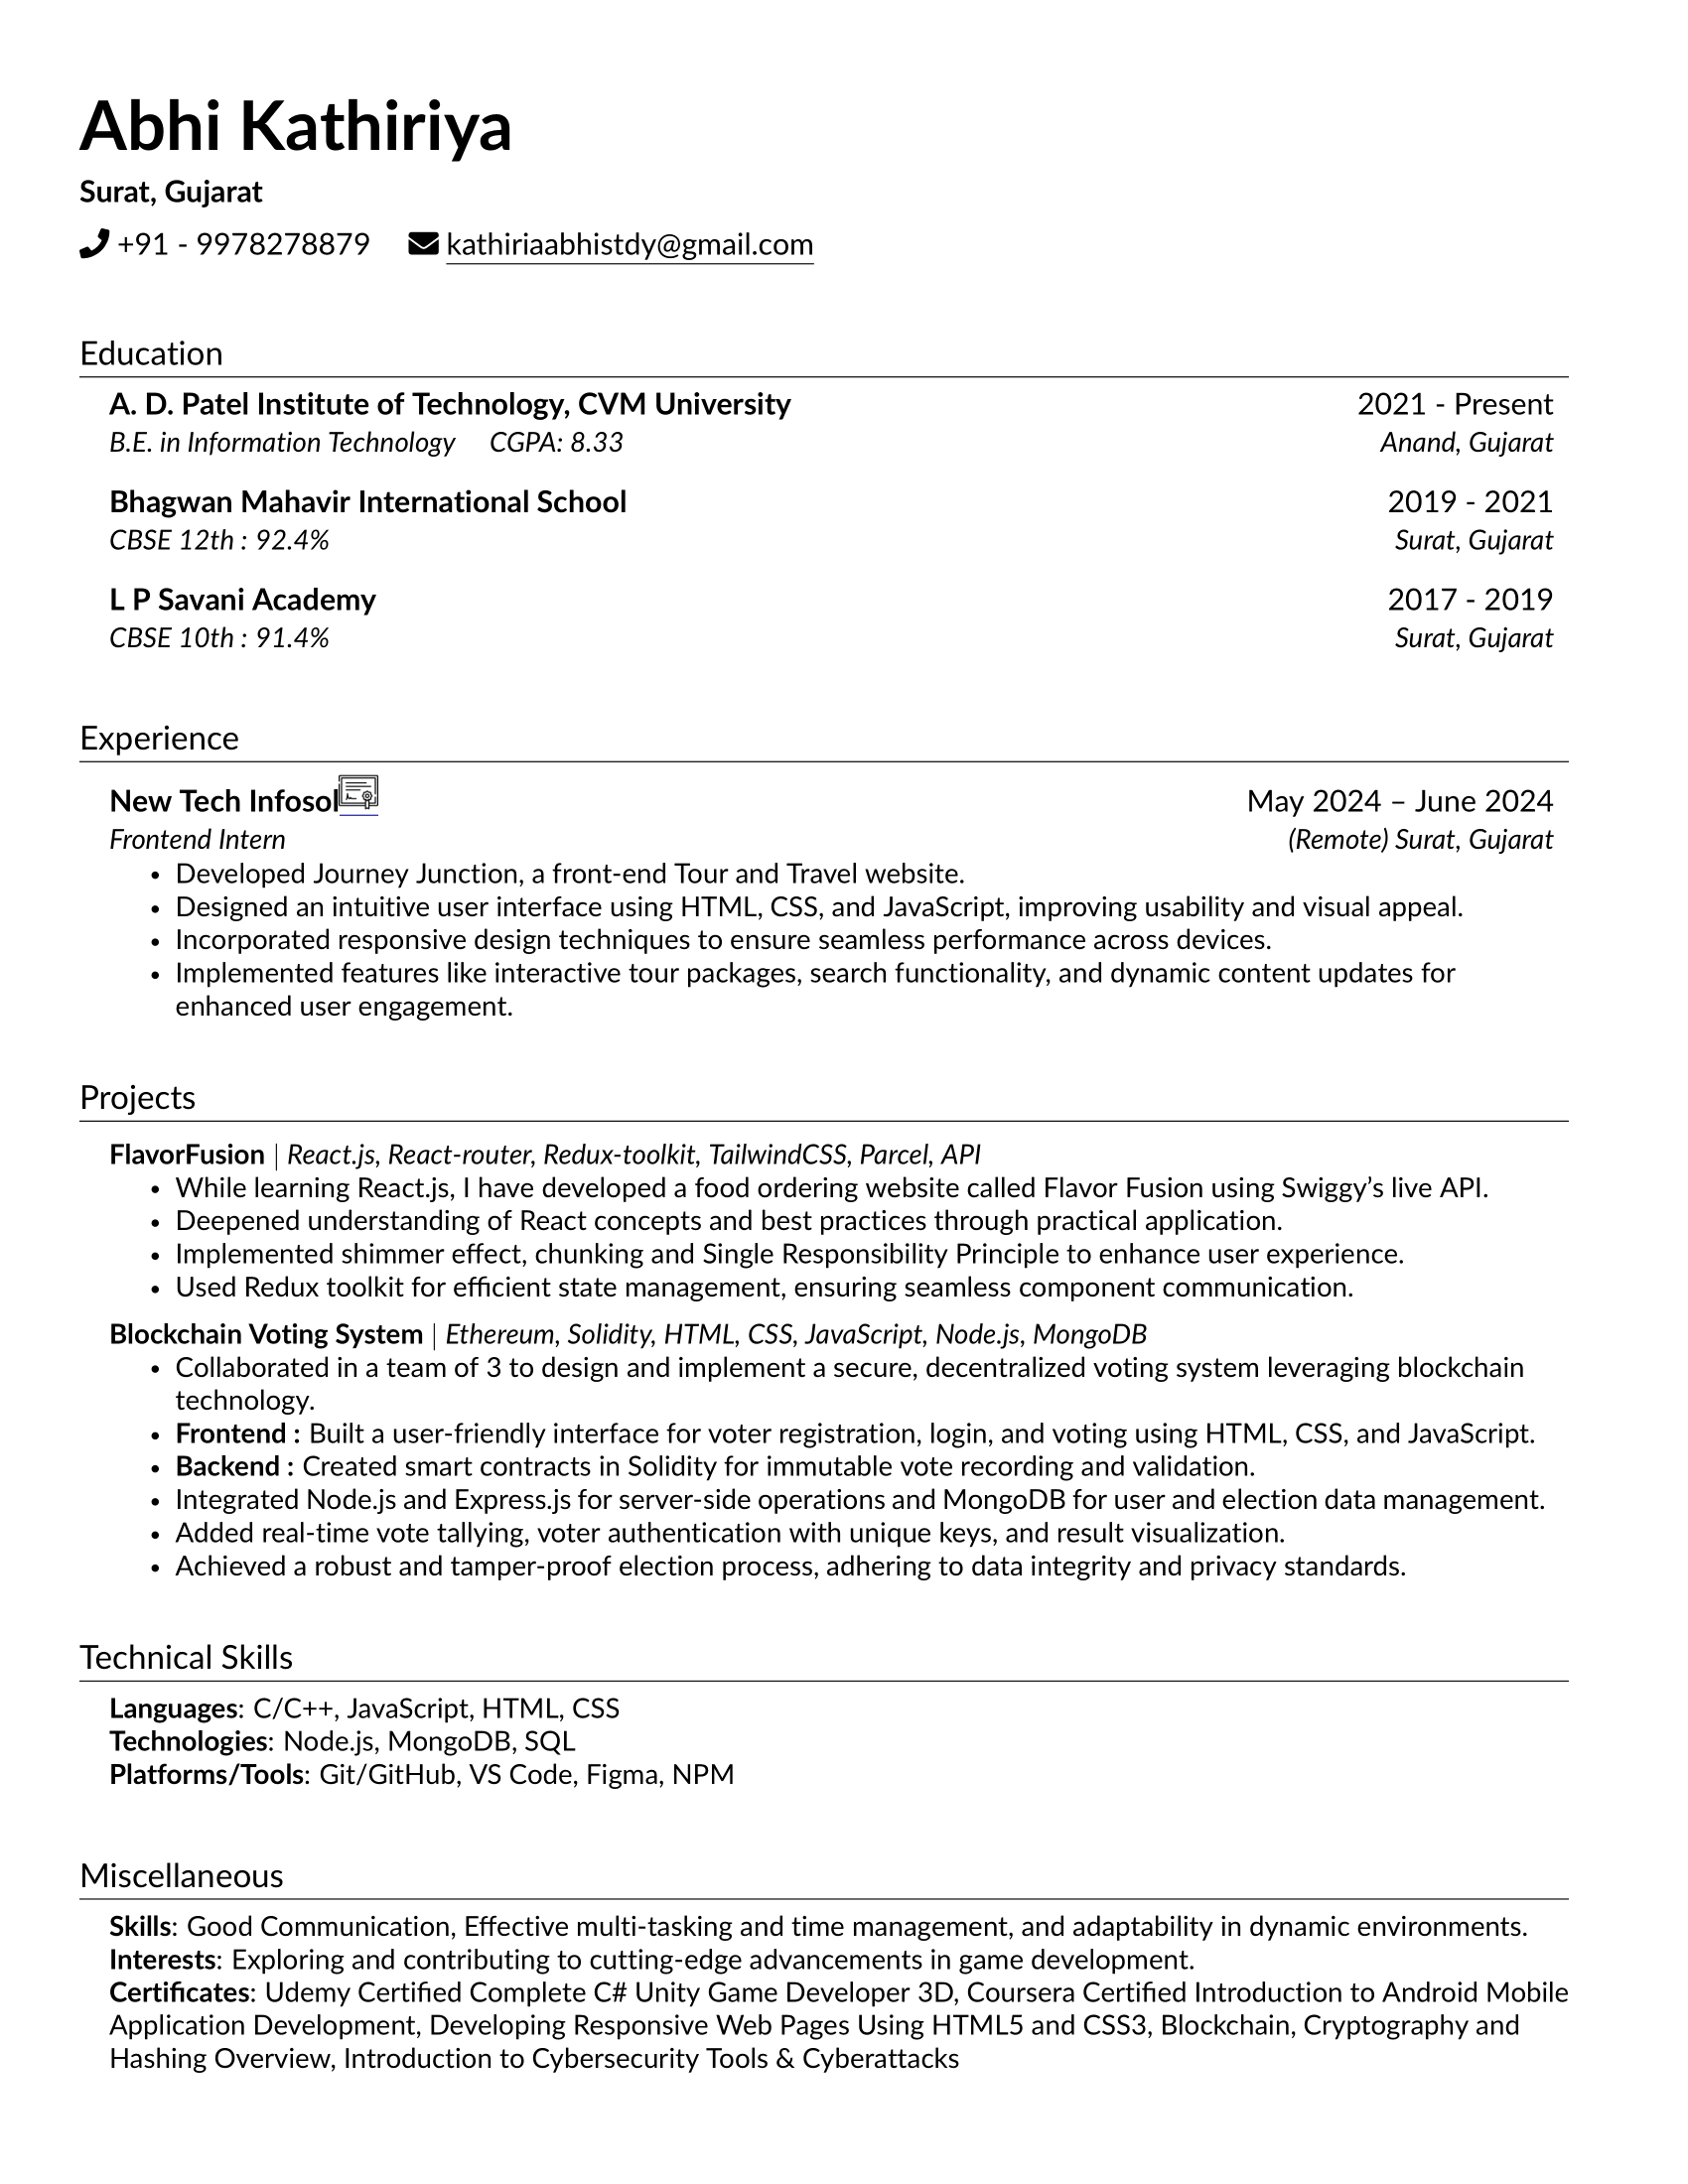 Abhi Kathiriya
Surat, Gujarat
+91 - 9978278879 kathiriaabhistdy@gmail.com
Education
A. D. Patel Institute of Technology, CVM University 2021 - Present
B.E. in Information Technology CGPA: 8.33 Anand, Gujarat
Bhagwan Mahavir International School 2019 - 2021
CBSE 12th : 92.4% Surat, Gujarat
L P Savani Academy 2017 - 2019
CBSE 10th : 91.4% Surat, Gujarat
Experience
New Tech Infosol May 2024 – June 2024
Frontend Intern (Remote) Surat, Gujarat
• Developed Journey Junction, a front-end Tour and Travel website.
• Designed an intuitive user interface using HTML, CSS, and JavaScript, improving usability and visual appeal.
• Incorporated responsive design techniques to ensure seamless performance across devices.
• Implemented features like interactive tour packages, search functionality, and dynamic content updates for
enhanced user engagement.
Projects
FlavorFusion | React.js, React-router, Redux-toolkit, TailwindCSS, Parcel, API
• While learning React.js, I have developed a food ordering website called Flavor Fusion using Swiggy’s live API.
• Deepened understanding of React concepts and best practices through practical application.
• Implemented shimmer effect, chunking and Single Responsibility Principle to enhance user experience.
• Used Redux toolkit for efficient state management, ensuring seamless component communication.
Blockchain Voting System | Ethereum, Solidity, HTML, CSS, JavaScript, Node.js, MongoDB
• Collaborated in a team of 3 to design and implement a secure, decentralized voting system leveraging blockchain
technology.
• Frontend : Built a user-friendly interface for voter registration, login, and voting using HTML, CSS, and JavaScript.
• Backend : Created smart contracts in Solidity for immutable vote recording and validation.
• Integrated Node.js and Express.js for server-side operations and MongoDB for user and election data management.
• Added real-time vote tallying, voter authentication with unique keys, and result visualization.
• Achieved a robust and tamper-proof election process, adhering to data integrity and privacy standards.
Technical Skills
Languages: C/C++, JavaScript, HTML, CSS
Technologies: Node.js, MongoDB, SQL
Platforms/Tools: Git/GitHub, VS Code, Figma, NPM
Miscellaneous
Skills: Good Communication, Effective multi-tasking and time management, and adaptability in dynamic environments.
Interests: Exploring and contributing to cutting-edge advancements in game development.
Certificates: Udemy Certified Complete C# Unity Game Developer 3D, Coursera Certified Introduction to Android Mobile
Application Development, Developing Responsive Web Pages Using HTML5 and CSS3, Blockchain, Cryptography and
Hashing Overview, Introduction to Cybersecurity Tools & Cyberattacks